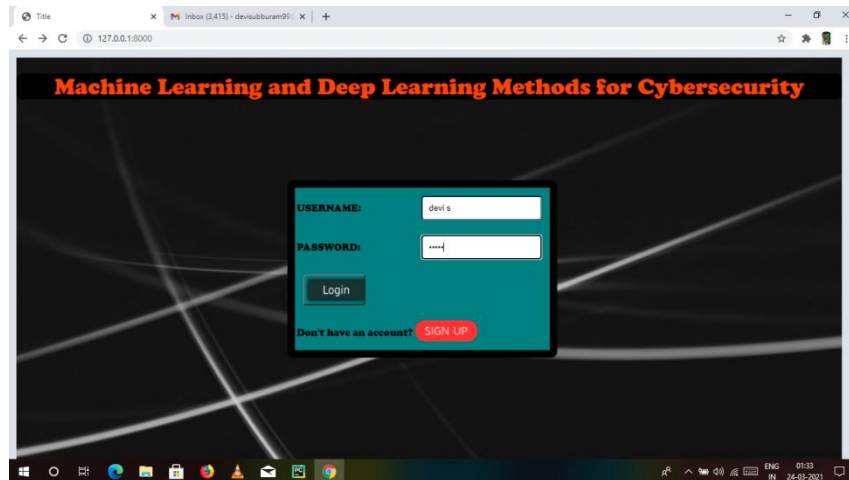 Title
Inbox (3,415) - devisubburam99
127.0.0.1:8000
Machine Learning and Deep Learning Methods for Cybersecurity
USERNAME:
devi s
PASSWORD:
•••••
Login
Don't have an account? SIGN UP
ENG 01:33
IN 24-03-2021